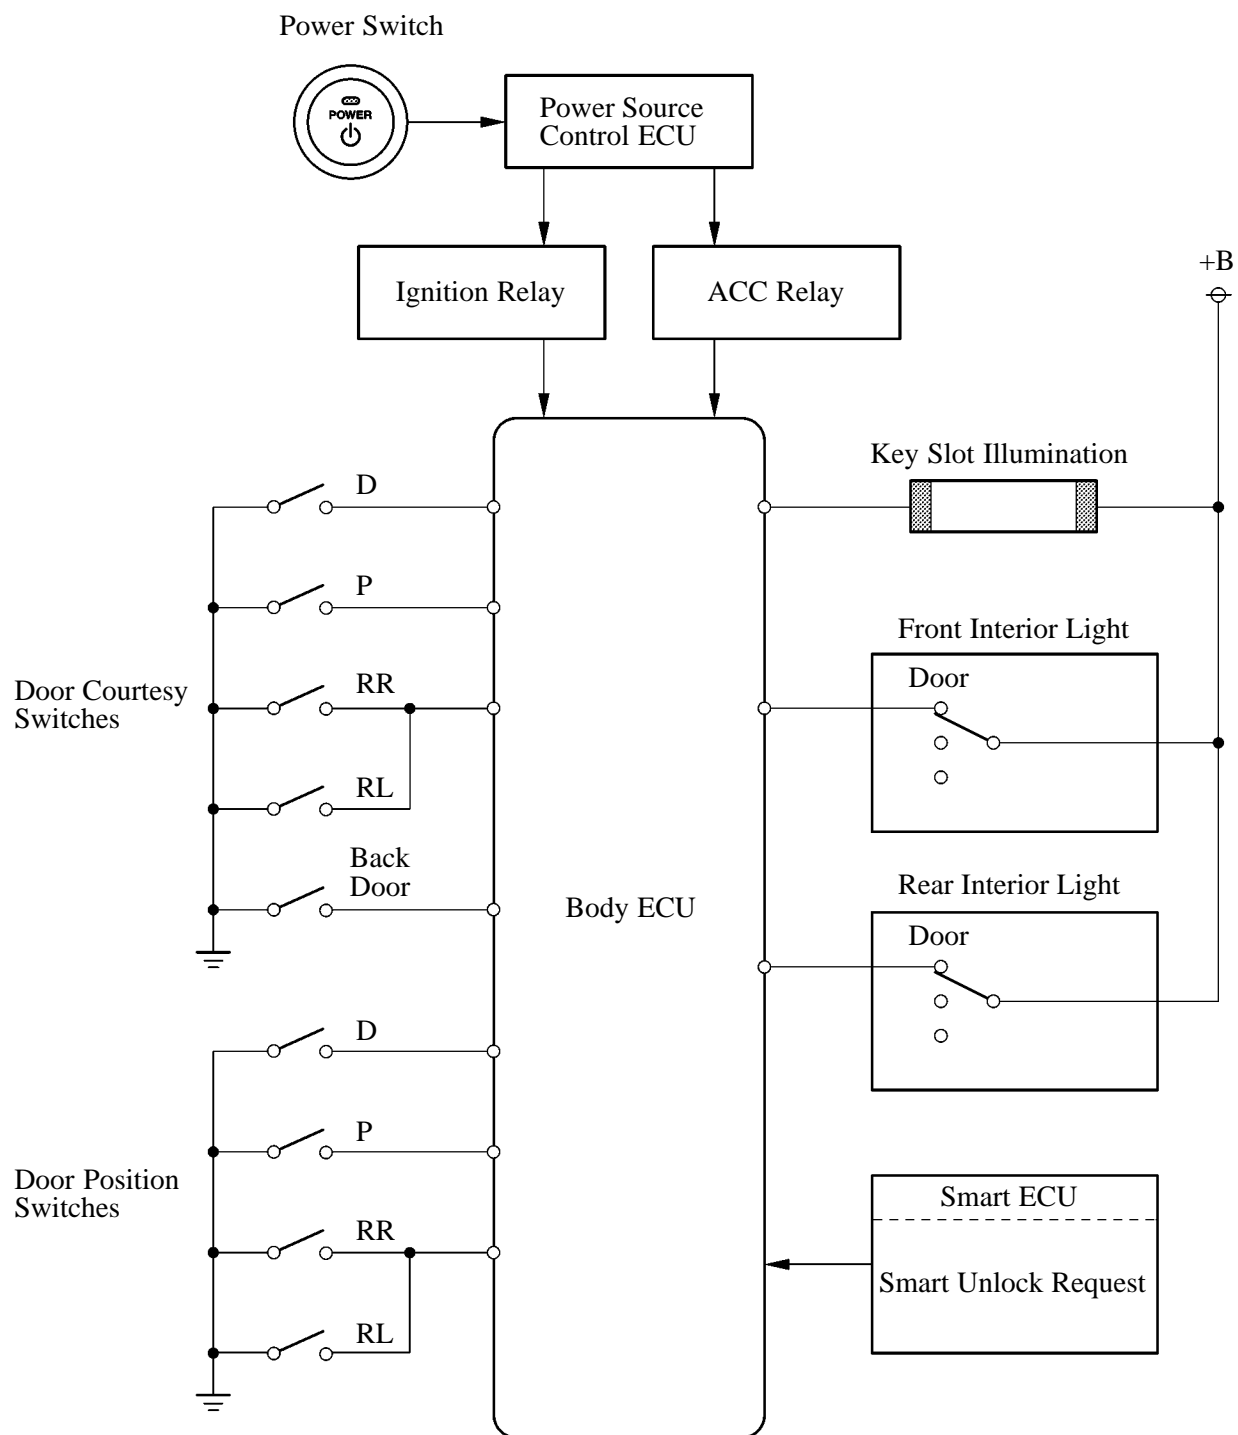 Power Switch
POWER
Power Source
Control ECU
Ignition Relay
ACC Relay
+B
Key Slot Illumination
D
P
Front Interior Light
Door
Door Courtesy
Switches
RR
RL
Back
Door
Body ECU
Rear Interior Light
Door
D
P
Door Position
Switches
RR
RL
Smart ECU
Smart Unlock Request